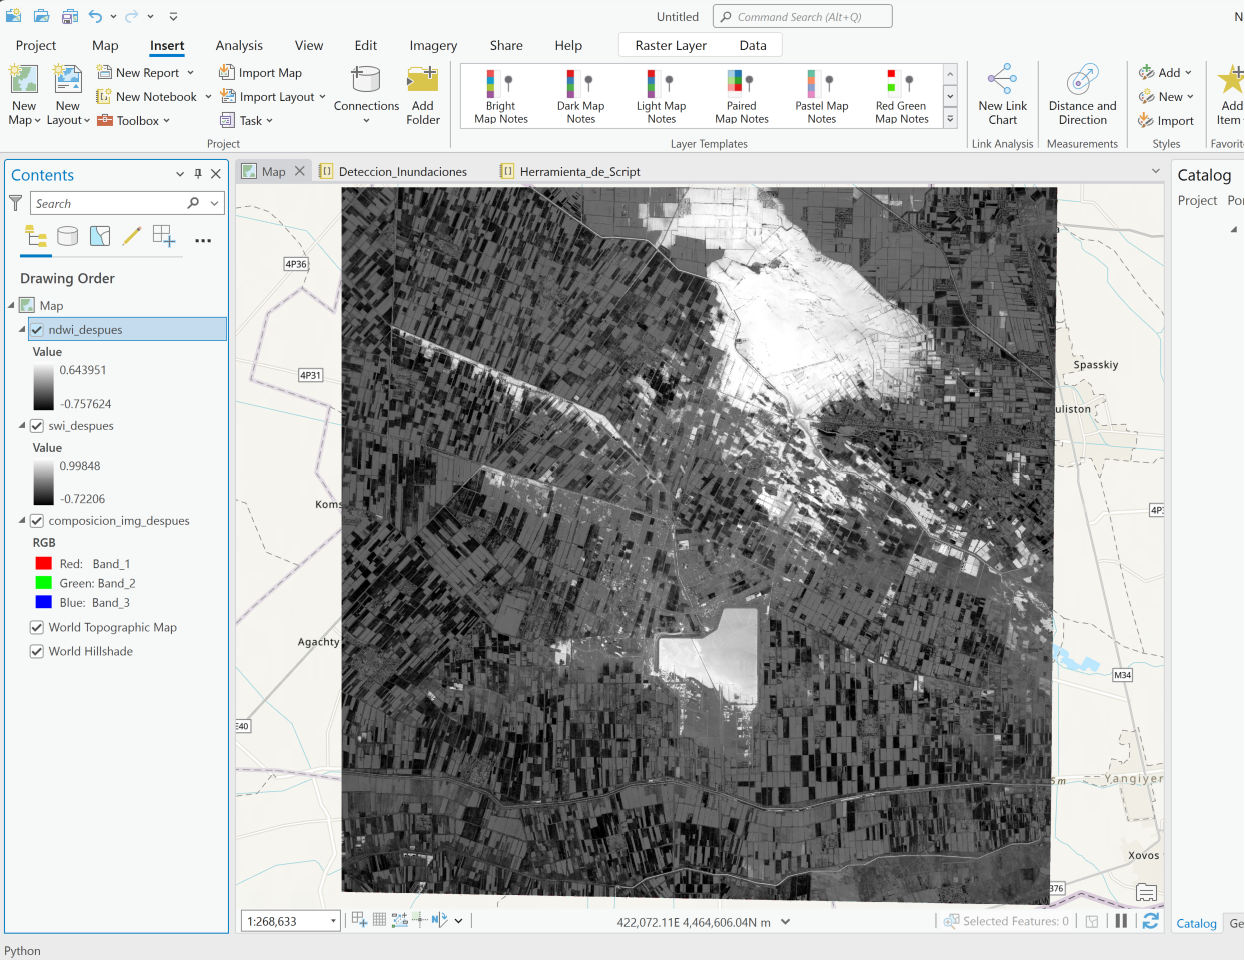 Untitled
Command Search (Alt+Q)
N
Project
Map
Insert
Analysis
View
Edit
Imagery
Share
Help
Raster Layer
Data
New Map
New Layout
New Report
New Notebook
Toolbox
Import Map
Import Layout
Task
Connections
Add Folder
Project
Bright Map Notes
Dark Map Notes
Light Map Notes
Paired Map Notes
Pastel Map Notes
Red Green Map Notes
Layer Templates
New Link Chart
Link Analysis
Distance and Direction
Measurements
Add
New
Import
Styles
Add Item
Favorit
Contents
Search
Drawing Order
Map
ndwi_despues
Value
0.643951
-0.757624
swi_despues
Value
0.99848
-0.72206
composicion_img_despues
RGB
Red: Band_1
Green: Band_2
Blue: Band_3
World Topographic Map
World Hillshade
Map
Deteccion_Inundaciones
Herramienta_de_Script
4P36
4P31
Spasskiy
uliston
Koms
4P
Agachty
M34
E40
5m
Yangiyer
Xovos
376
1:268,633
422,072.11E 4,464,606.04N m
Selected Features: 0
Catalog
Project
Po
Catalog
Ge
Python